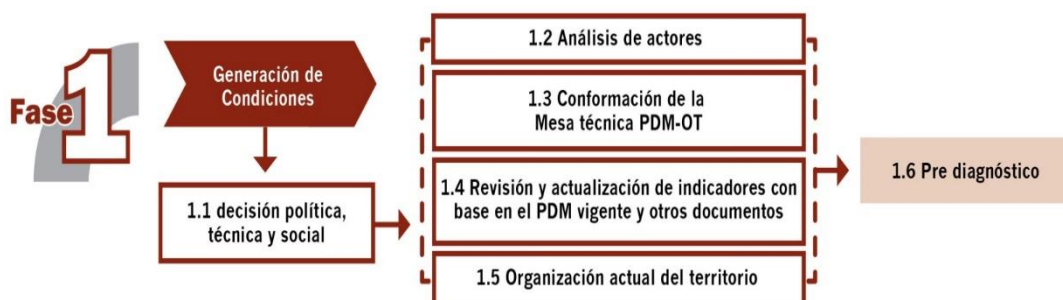 Fase 1
Generación de
Condiciones
1.1 decisión política,
técnica y social
1.2 Análisis de actores
1.3 Conformación de la
Mesa técnica PDM-OT
1.4 Revisión y actualización de indicadores con
base en el PDM vigente y otros documentos
1.5 Organización actual del territorio
1.6 Pre diagnóstico